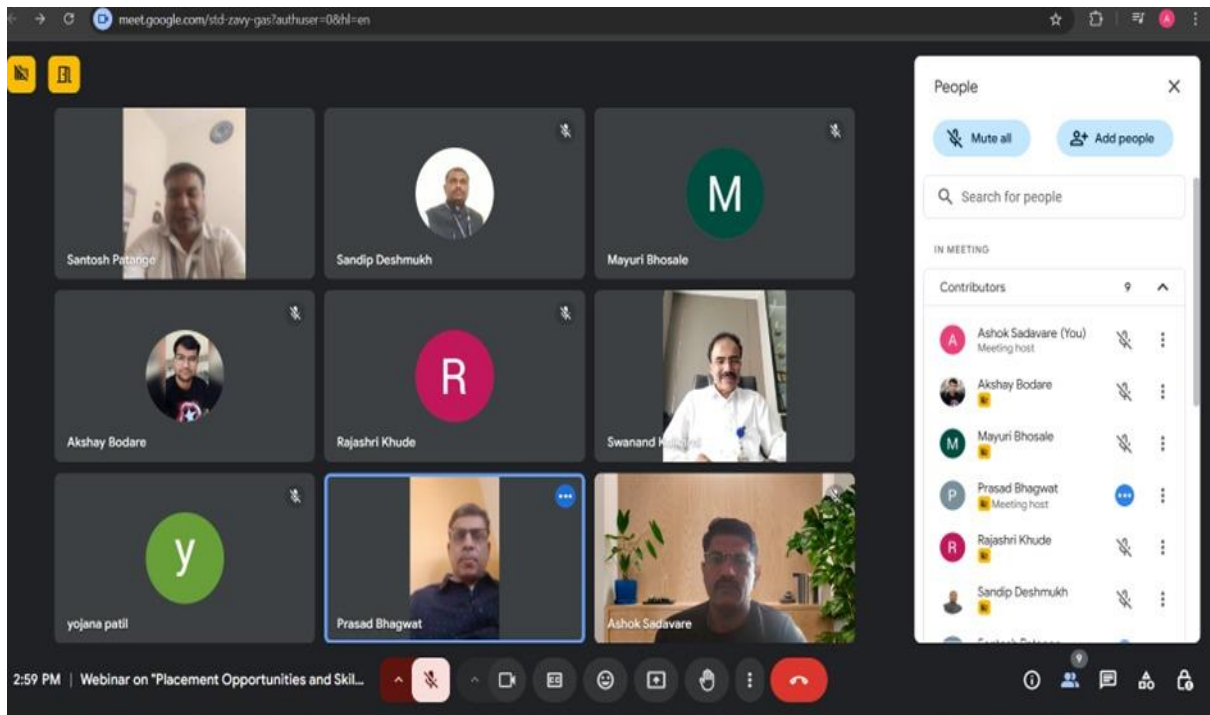 meet.google.com/std-zavy-gas?authuser=0&hl=en
A
Santosh Patange
Sandip Deshmukh
M
Mayuri Bhosale
Akshay Bodare
R
Rajashri Khude
Swanand
y
yojana patil
Prasad Bhagwat
Ashok Sadavare
People
Mute all
Add people
Search for people
IN MEETING
Contributors 9
A Ashok Sadavare (You)
Meeting host
Akshay Bodare
M Mayuri Bhosale
P Prasad Bhagwat
Meeting host
R Rajashri Khude
Sandip Deshmukh
2:59 PM | Webinar on "Placement Opportunities and Skil...
9